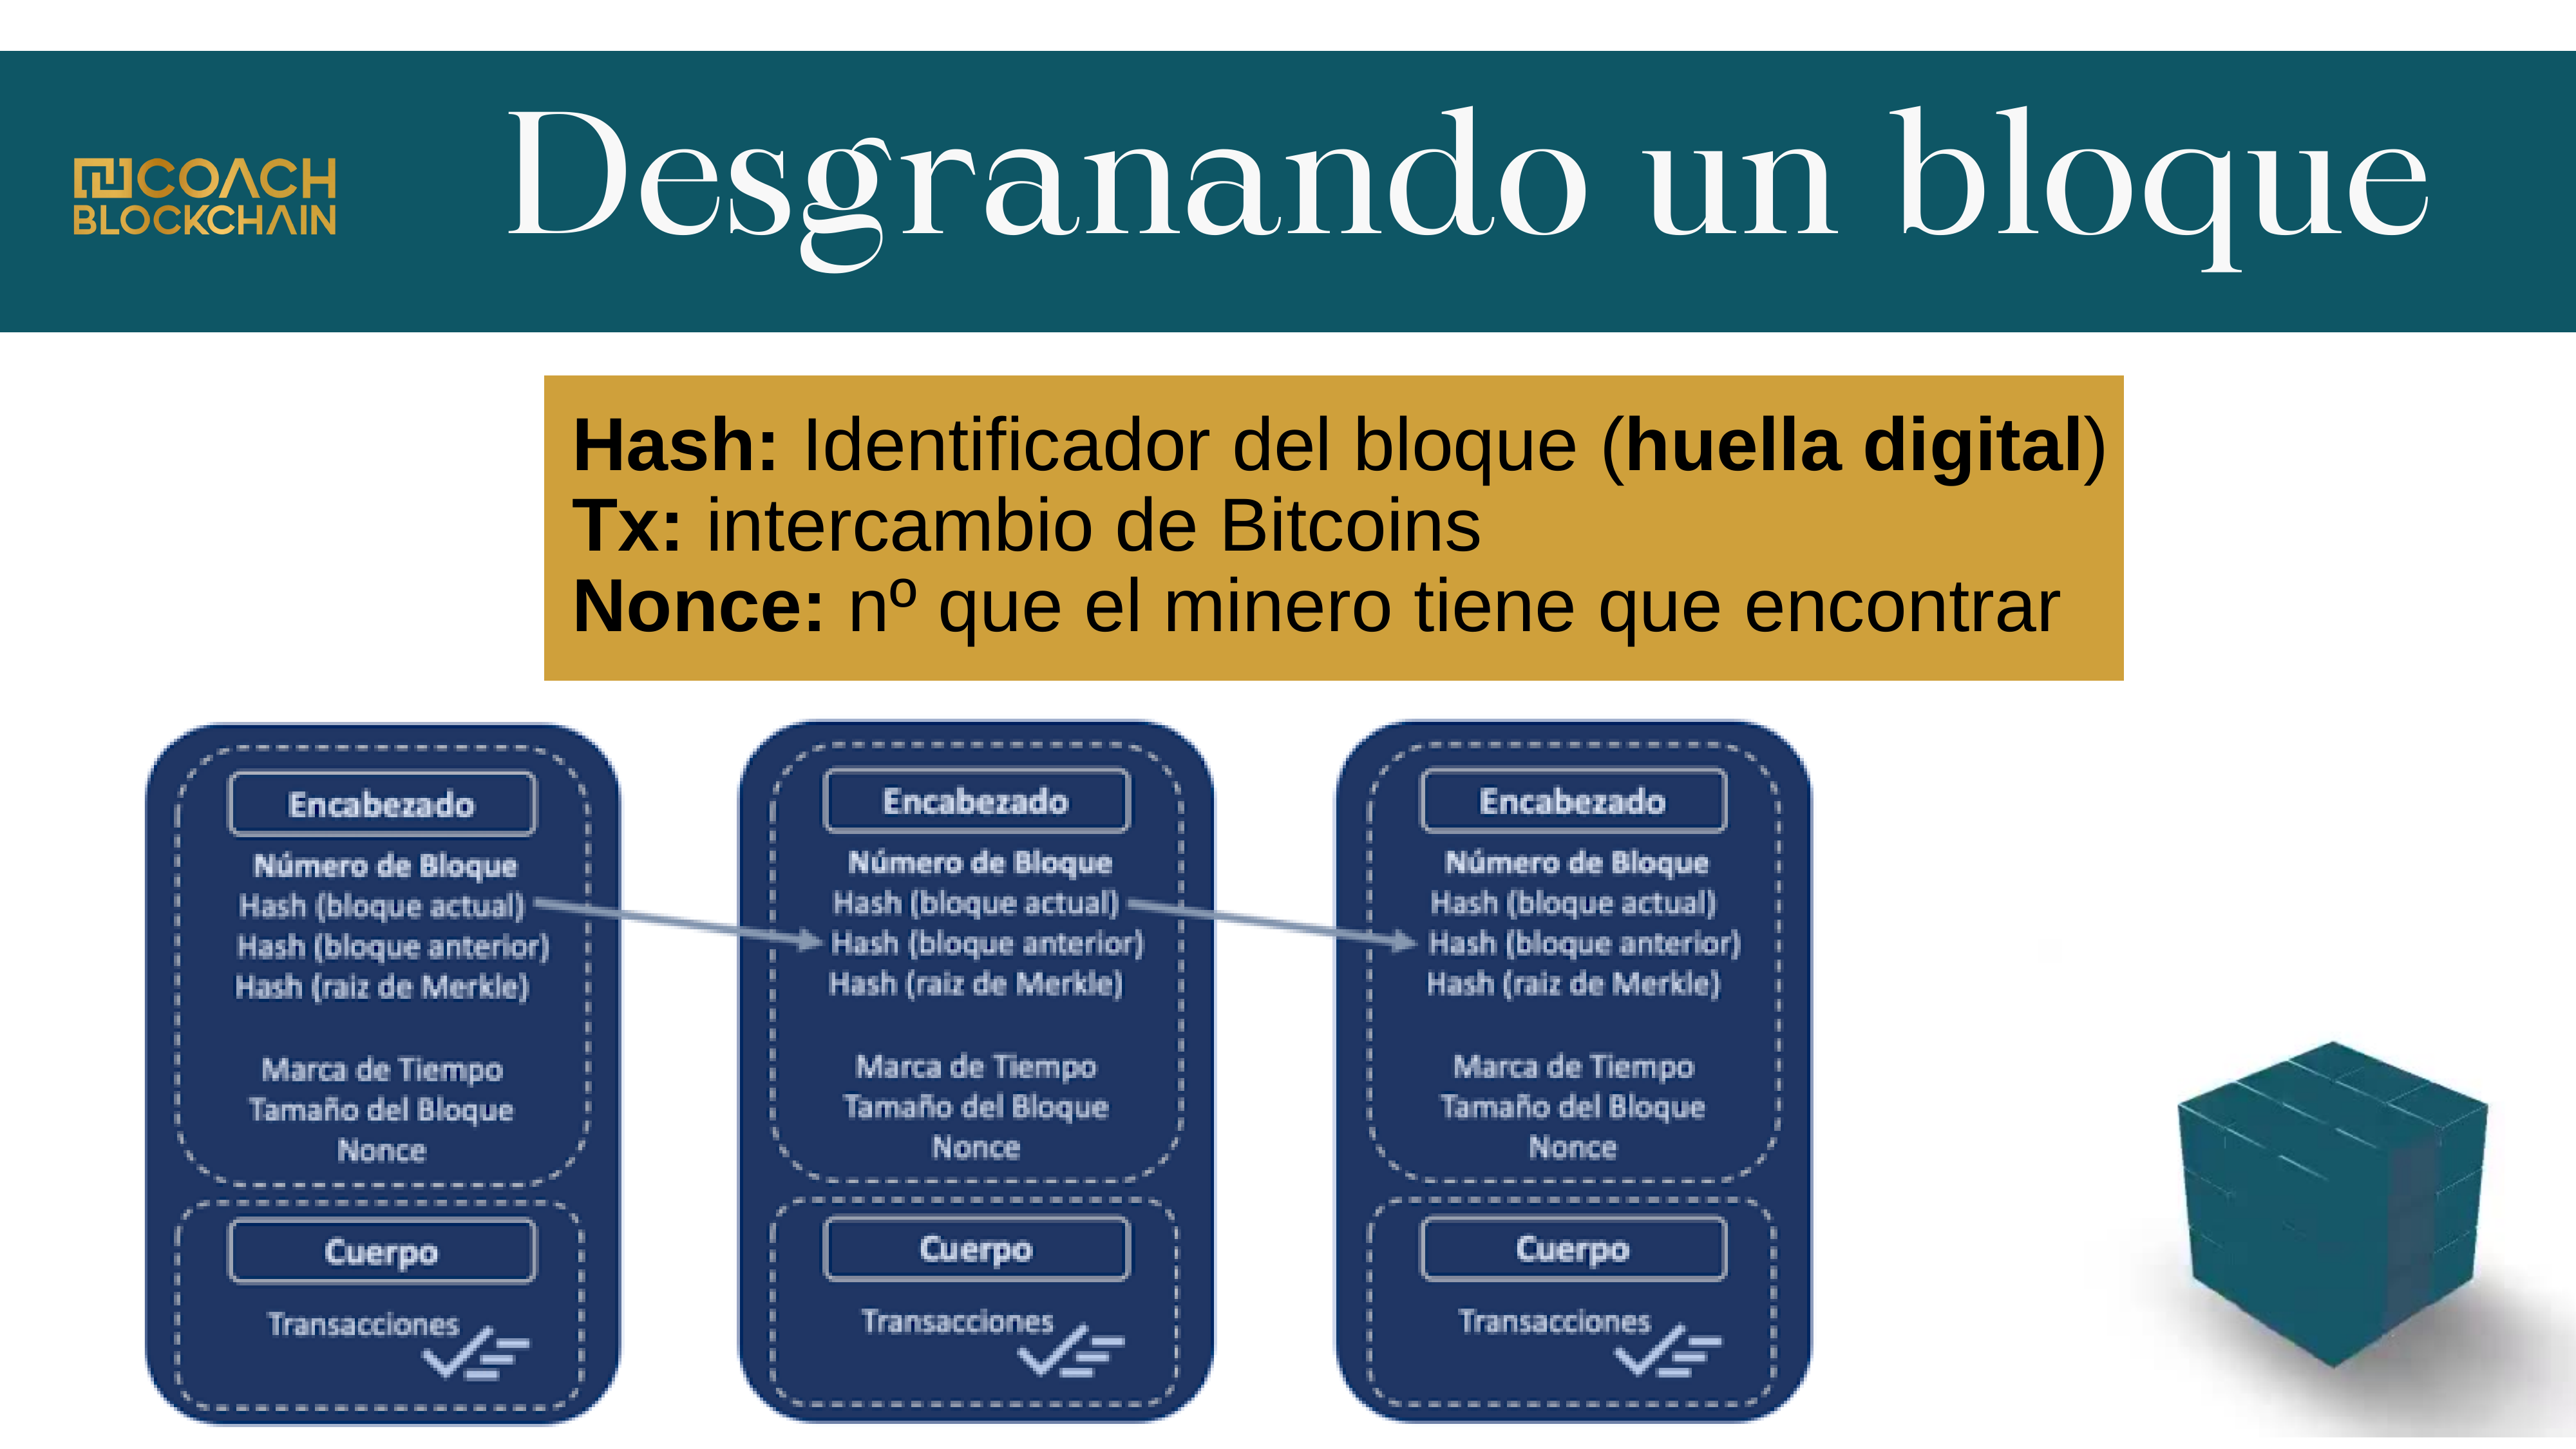 COACH
BLOCKCHAIN
Desgranando un bloque
Hash: Identificador del bloque (huella digital)
Tx: intercambio de Bitcoins
Nonce: nº que el minero tiene que encontrar
Encabezado
Número de Bloque
Hash (bloque actual)
Hash (bloque anterior)
Hash (raiz de Merkle)
Marca de Tiempo
Tamaño del Bloque
Nonce
Cuerpo
Transacciones
Encabezado
Número de Bloque
Hash (bloque actual)
Hash (bloque anterior)
Hash (raiz de Merkle)
Marca de Tiempo
Tamaño del Bloque
Nonce
Cuerpo
Transacciones
Encabezado
Número de Bloque
Hash (bloque actual)
Hash (bloque anterior)
Hash (raiz de Merkle)
Marca de Tiempo
Tamaño del Bloque
Nonce
Cuerpo
Transacciones